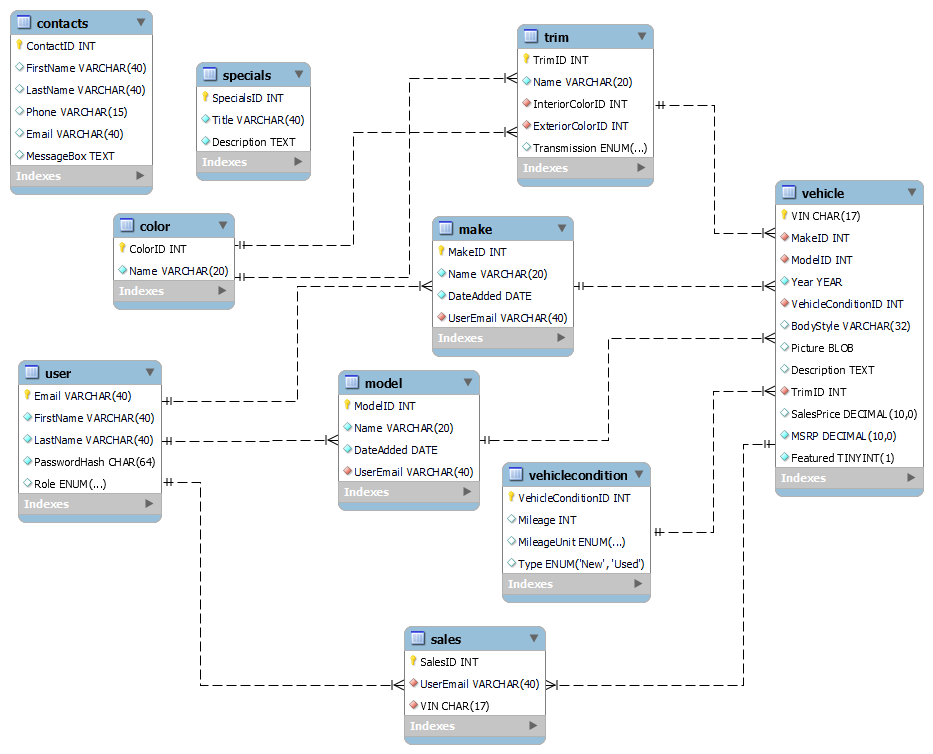 contacts
ContactID INT
FirstName VARCHAR(40)
LastName VARCHAR(40)
Phone VARCHAR(15)
Email VARCHAR(40)
MessageBox TEXT
Indexes
specials
SpecialsID INT
Title VARCHAR(40)
Description TEXT
Indexes
trim
TrimID INT
Name VARCHAR(20)
InteriorColorID INT
ExteriorColorID INT
Transmission ENUM(...)
Indexes
color
ColorID INT
Name VARCHAR(20)
Indexes
make
MakeID INT
Name VARCHAR(20)
DateAdded DATE
UserEmail VARCHAR(40)
Indexes
vehicle
VIN CHAR(17)
MakeID INT
ModelID INT
Year YEAR
VehicleConditionID INT
BodyStyle VARCHAR(32)
Picture BLOB
Description TEXT
TrimID INT
SalesPrice DECIMAL(10,0)
MSRP DECIMAL(10,0)
Featured TINYINT(1)
Indexes
user
Email VARCHAR(40)
FirstName VARCHAR(40)
LastName VARCHAR(40)
PasswordHash CHAR(64)
Role ENUM(...)
Indexes
model
ModelID INT
Name VARCHAR(20)
DateAdded DATE
UserEmail VARCHAR(40)
Indexes
vehiclecondition
VehicleConditionID INT
Mileage INT
MileageUnit ENUM(...)
Type ENUM('New', 'Used')
Indexes
sales
SalesID INT
UserEmail VARCHAR(40)
VIN CHAR(17)
Indexes